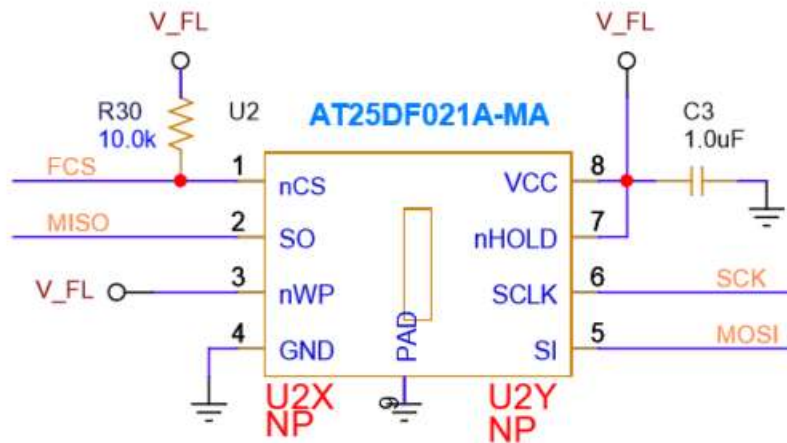 V_FL
V_FL
R30
10.0k
U2
AT25DF021A-MA
C3
1.0uF
FCS
1
nCS
VCC
8
MISO
2
SO
nHOLD
7
V_FL
3
nWP
SCLK
6
SCK
4
GND
PAD
SI
5
MOSI
9
U2X
NP
U2Y
NP